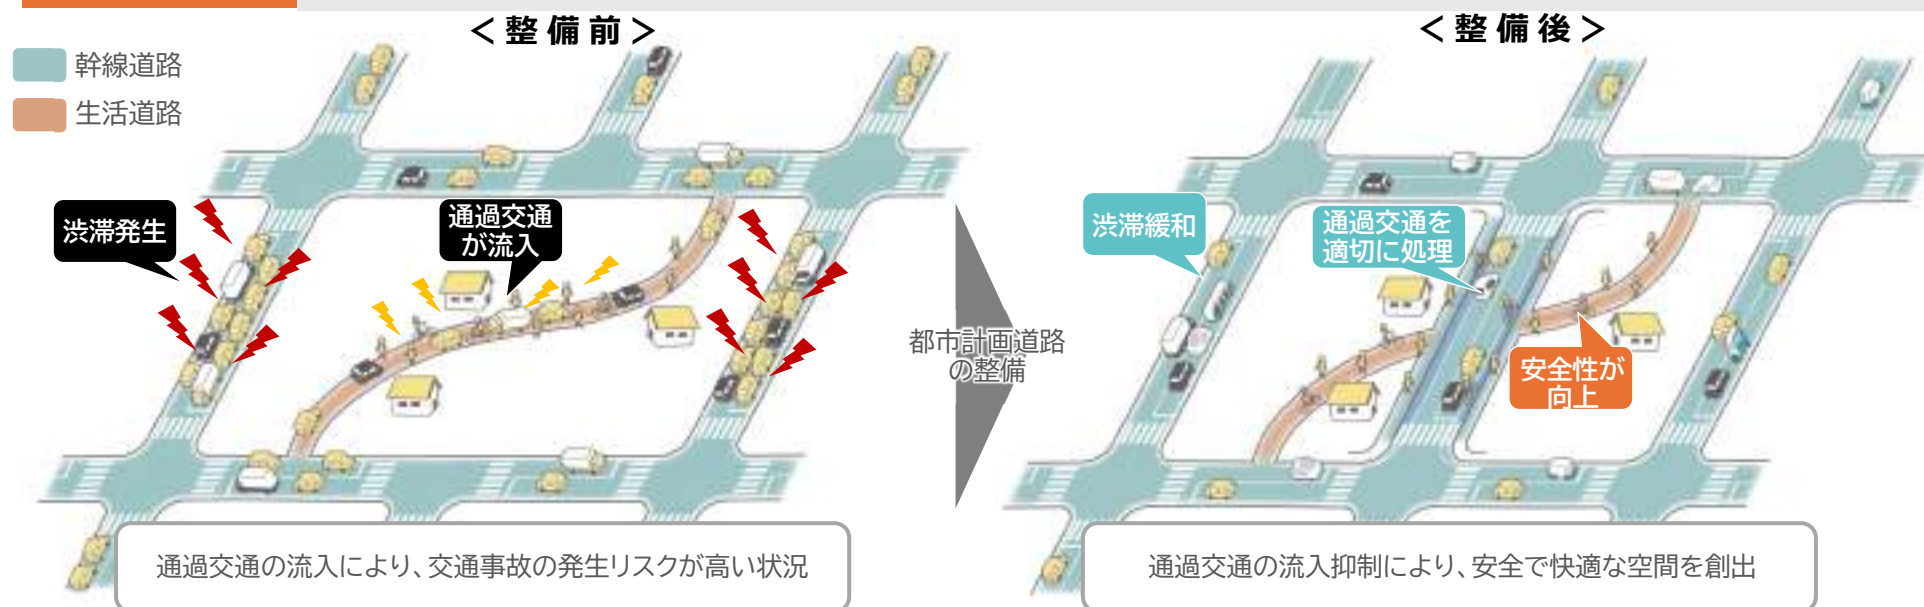 ＜整備前＞
＜整備後＞
幹線道路
生活道路
渋滞発生
通過交通
が流入
渋滞緩和
通過交通を
適切に処理
都市計画道路
の整備
安全性が
向上
通過交通の流入により、交通事故の発生リスクが高い状況
通過交通の流入抑制により、安全で快適な空間を創出